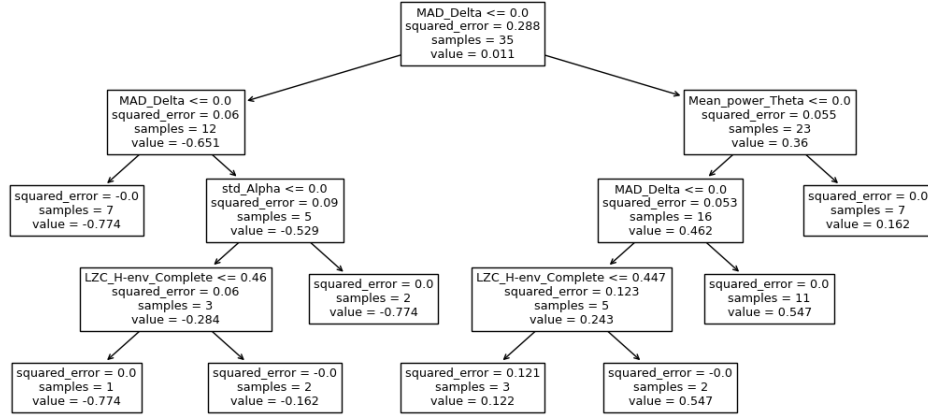 MAD_Delta <= 0.0
squared_error = 0.288
samples = 35
value = 0.011
MAD_Delta <= 0.0
squared_error = 0.06
samples = 12
value = -0.651
Mean_power_Theta <= 0.0
squared_error = 0.055
samples = 23
value = 0.36
squared_error = -0.0
samples = 7
value = -0.774
std_Alpha <= 0.0
squared_error = 0.09
samples = 5
value = -0.529
MAD_Delta <= 0.0
squared_error = 0.053
samples = 16
value = 0.462
squared_error = 0.0
samples = 7
value = 0.162
LZC_H-env_Complete <= 0.46
squared_error = 0.06
samples = 3
value = -0.284
squared_error = 0.0
samples = 2
value = -0.774
LZC_H-env_Complete <= 0.447
squared_error = 0.123
samples = 5
value = 0.243
squared_error = 0.0
samples = 11
value = 0.547
squared_error = 0.0
samples = 1
value = -0.774
squared_error = -0.0
samples = 2
value = -0.162
squared_error = 0.121
samples = 3
value = 0.122
squared_error = -0.0
samples = 2
value = 0.547